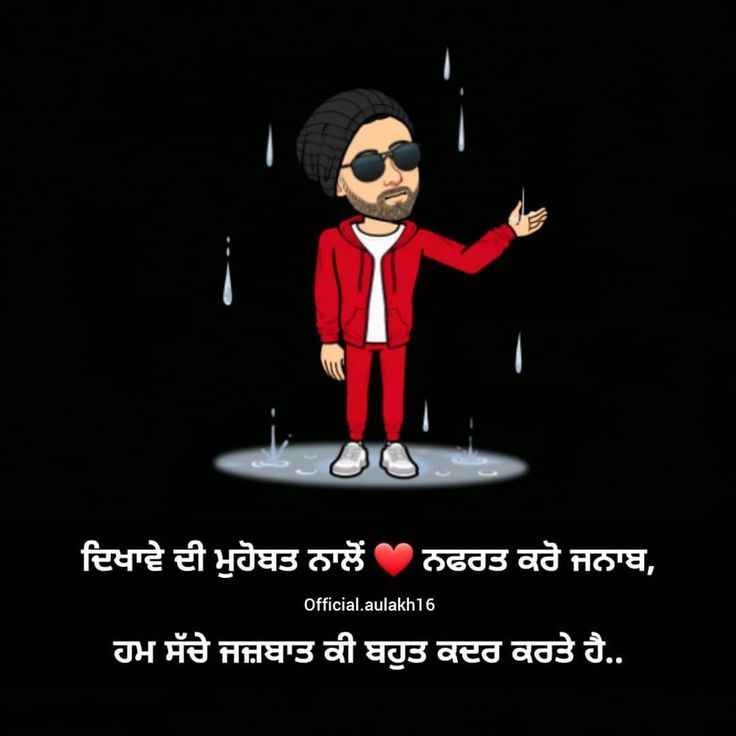 ਦਿਖਾਵੇ ਦੀ ਮੁਹੋਬਤ ਨਾਲੋਂ ❤️ ਨਫਰਤ ਕਰੋ ਜਨਾਬ,
Official.aulakh16
ਹਮ ਸੱਚੇ ਜਜ਼ਬਾਤ ਕੀ ਬਹੁਤ ਕਦਰ ਕਰਤੇ ਹੈ..